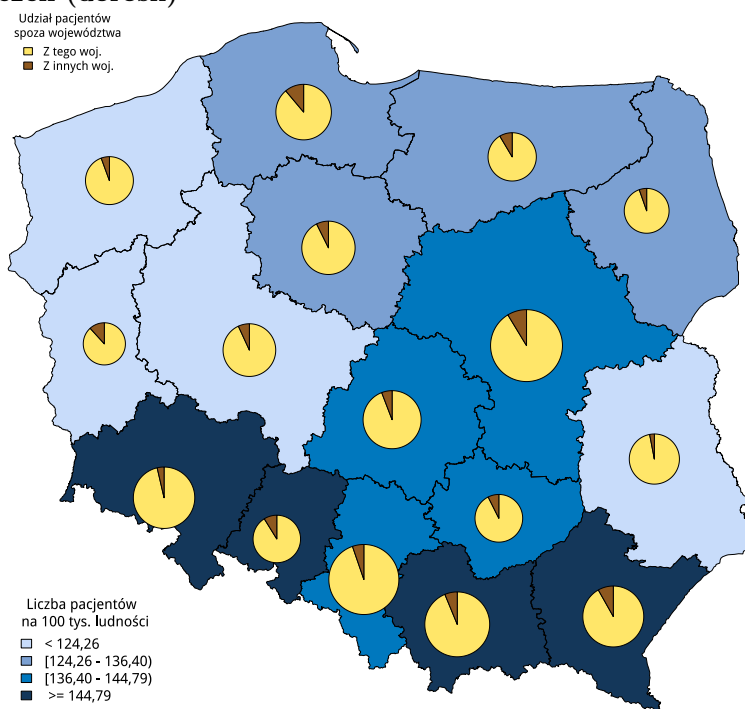 Udział pacjentów
spoza województwa
Z tego woj.
Z innych woj.
Liczba pacjentów
na 100 tys. ludności
< 124,26
[124,26 - 136,40)
[136,40 - 144,79)
>= 144,79